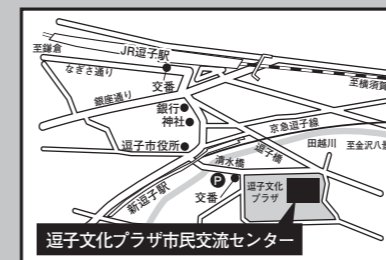 至鎌倉
JR逗子駅
至横須賀
なぎさ通り
交番
銀座通り
銀行
神社
京急逗子線
逗子市役所
逗子橋
田越川
至金沢八景
清水橋
P
新逗子駅
交番
逗子文化
プラザ
逗子文化プラザ市民交流センター